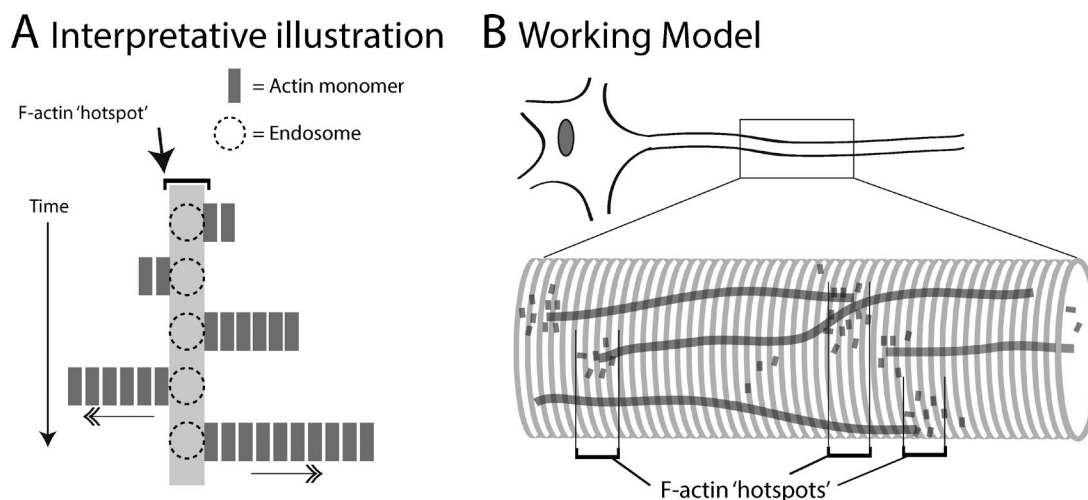 A Interpretative illustration
= Actin monomer
F-actin 'hotspot'
= Endosome
Time
B Working Model
F-actin 'hotspots'